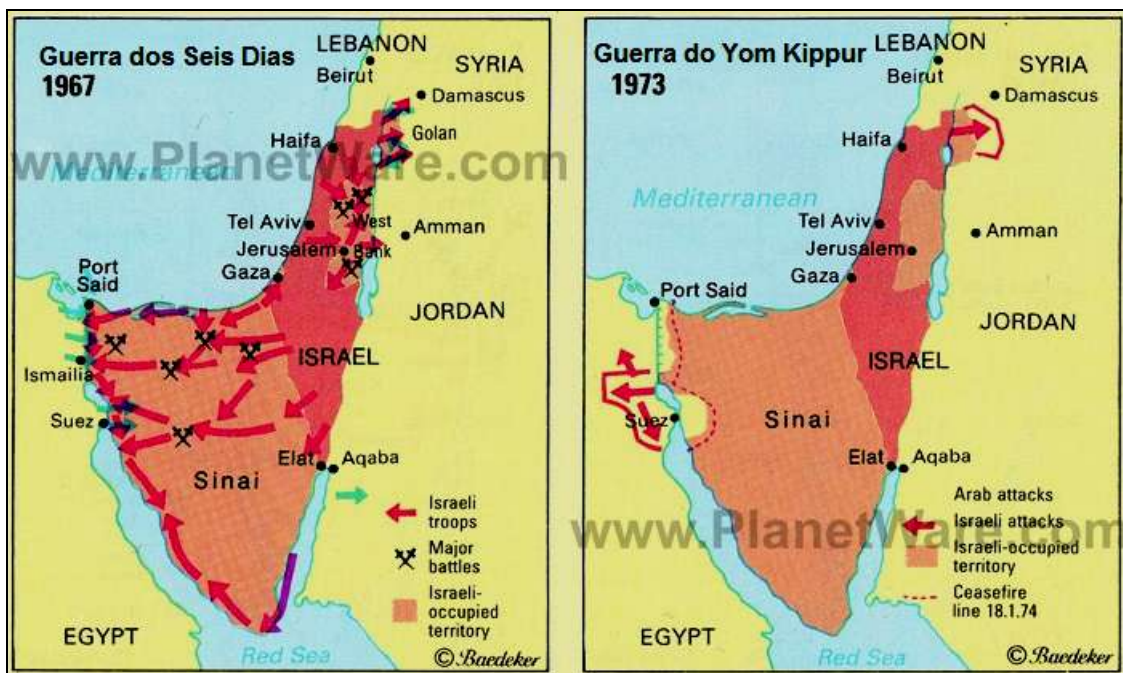 Guerra dos Seis Dias
1967
LEBANON
Beirut
SYRIA
Damascus
Golan
Haifa
www.PlanetWare.com
Mediterranean
Tel Aviv
West
Bank
Amman
Jerusalem
Gaza
Port
Said
JORDAN
ISRAEL
Ismailia
Suez
Sinai
Elat
Aqaba
Israeli
troops
Major
battles
Israeli-
occupied
territory
EGYPT
Red Sea
© Baedeker
Guerra do Yom Kippur
1973
LEBANON
Beirut
SYRIA
Damascus
Haifa
Mediterranean
Tel Aviv
Amman
Jerusalem
Gaza
Port Said
JORDAN
ISRAEL
Suez
Sinai
Elat
Aqaba
Arab attacks
www.PlanetWare.com
Israeli attacks
Israeli-occupied
territory
Ceasefire
line 18.1.74
EGYPT
Red Sea
© Baedeker